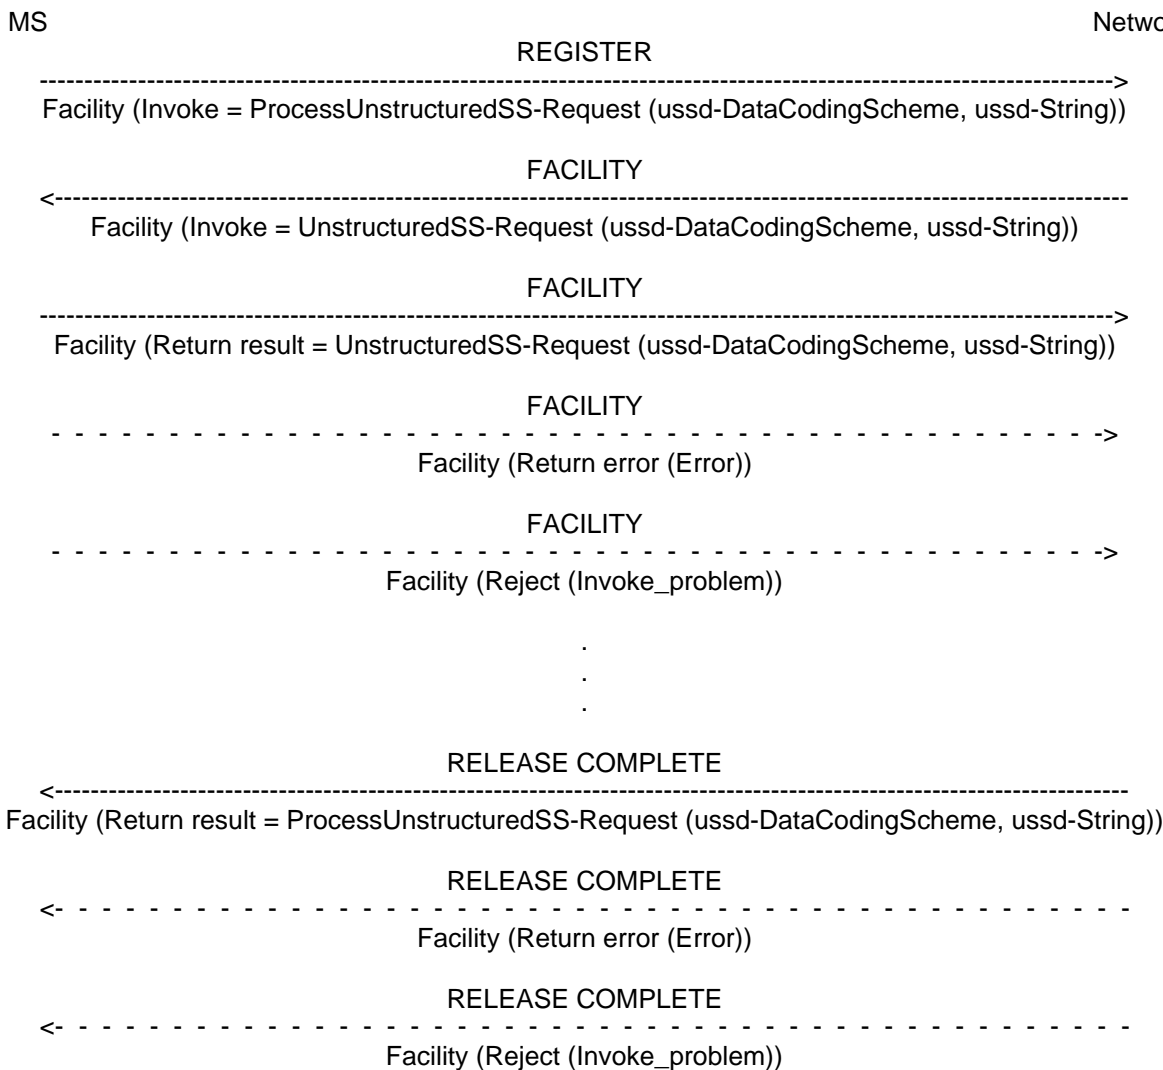 MS Netwo
REGISTER
------------------------------------------------------------------------------------------------------------------------>
Facility (Invoke = ProcessUnstructuredSS-Request (ussd-DataCodingScheme, ussd-String))
FACILITY
<------------------------------------------------------------------------------------------------------------------------
Facility (Invoke = UnstructuredSS-Request (ussd-DataCodingScheme, ussd-String))
FACILITY
------------------------------------------------------------------------------------------------------------------------>
Facility (Return result = UnstructuredSS-Request (ussd-DataCodingScheme, ussd-String))
FACILITY
- - - - - - - - - - - - - - - - - - - - - - - - - - - - - - - - - - - - - - - - - - - - ->
Facility (Return error (Error))
FACILITY
- - - - - - - - - - - - - - - - - - - - - - - - - - - - - - - - - - - - - - - - - - - - ->
Facility (Reject (Invoke_problem))
.
.
.
RELEASE COMPLETE
<------------------------------------------------------------------------------------------------------------------------
Facility (Return result = ProcessUnstructuredSS-Request (ussd-DataCodingScheme, ussd-String))
RELEASE COMPLETE
<- - - - - - - - - - - - - - - - - - - - - - - - - - - - - - - - - - - - - - - - - - - - - -
Facility (Return error (Error))
RELEASE COMPLETE
<- - - - - - - - - - - - - - - - - - - - - - - - - - - - - - - - - - - - - - - - - - - - - -
Facility (Reject (Invoke_problem))